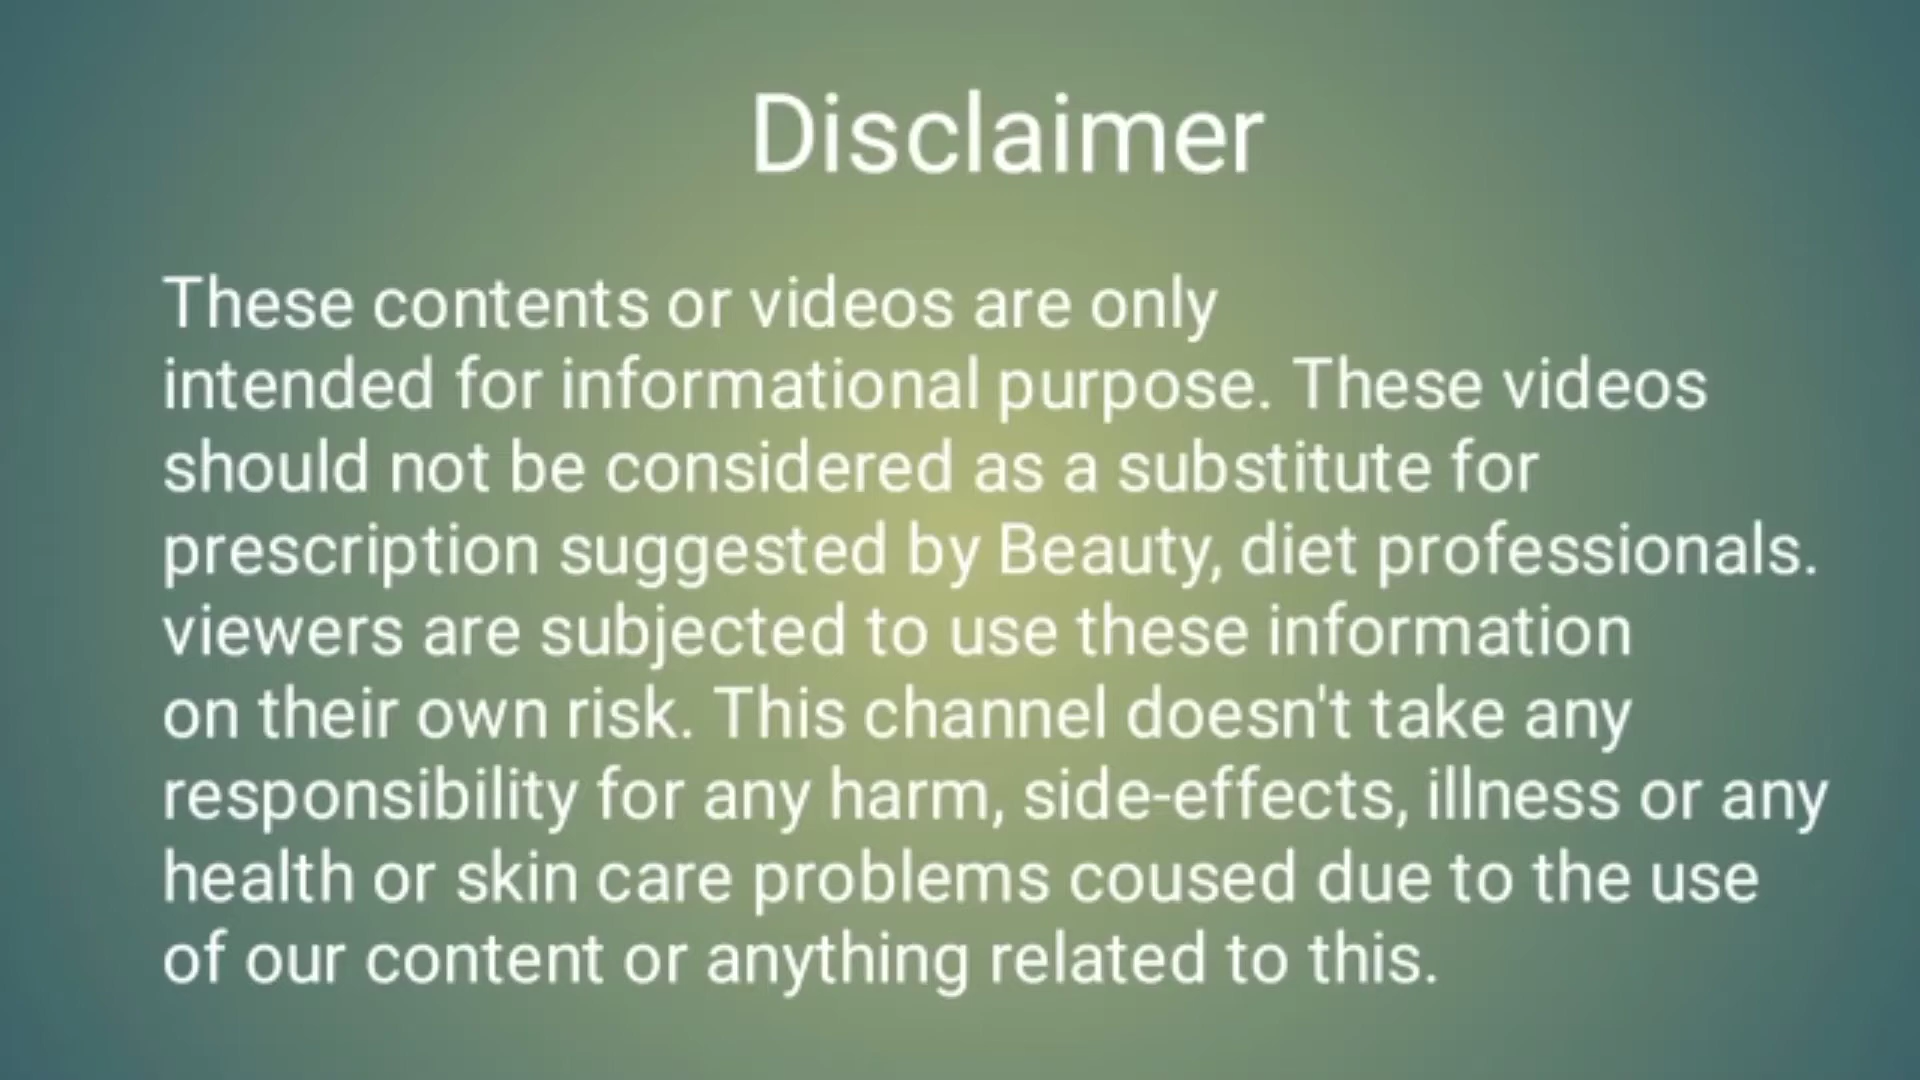 Disclaimer
These contents or videos are only
intended for informational purpose. These videos
should not be considered as a substitute for
prescription suggested by Beauty, diet professionals.
viewers are subjected to use these information
on their own risk. This channel doesn't take any
responsibility for any harm, side-effects, illness or any
health or skin care problems coused due to the use
of our content or anything related to this.